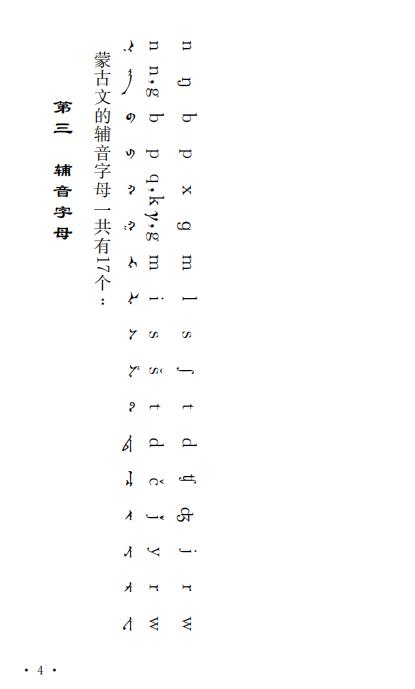 第三 辅音字母
蒙古文的辅音字母一共有17个：
ᠨ ᠩ ᠪ ᠫ ᠬ ᠭ ᠮ ᠯ ᠰ ᠱ ᠲ ᠳ ᠴ ᠵ ᠶ ᠷ ᠸ
n n,g b p q,k γ,g m i s š t d č ǰ y r w
n ŋ b p x g m l s ʃ t d ʧ ʤ j r w
• 4 •